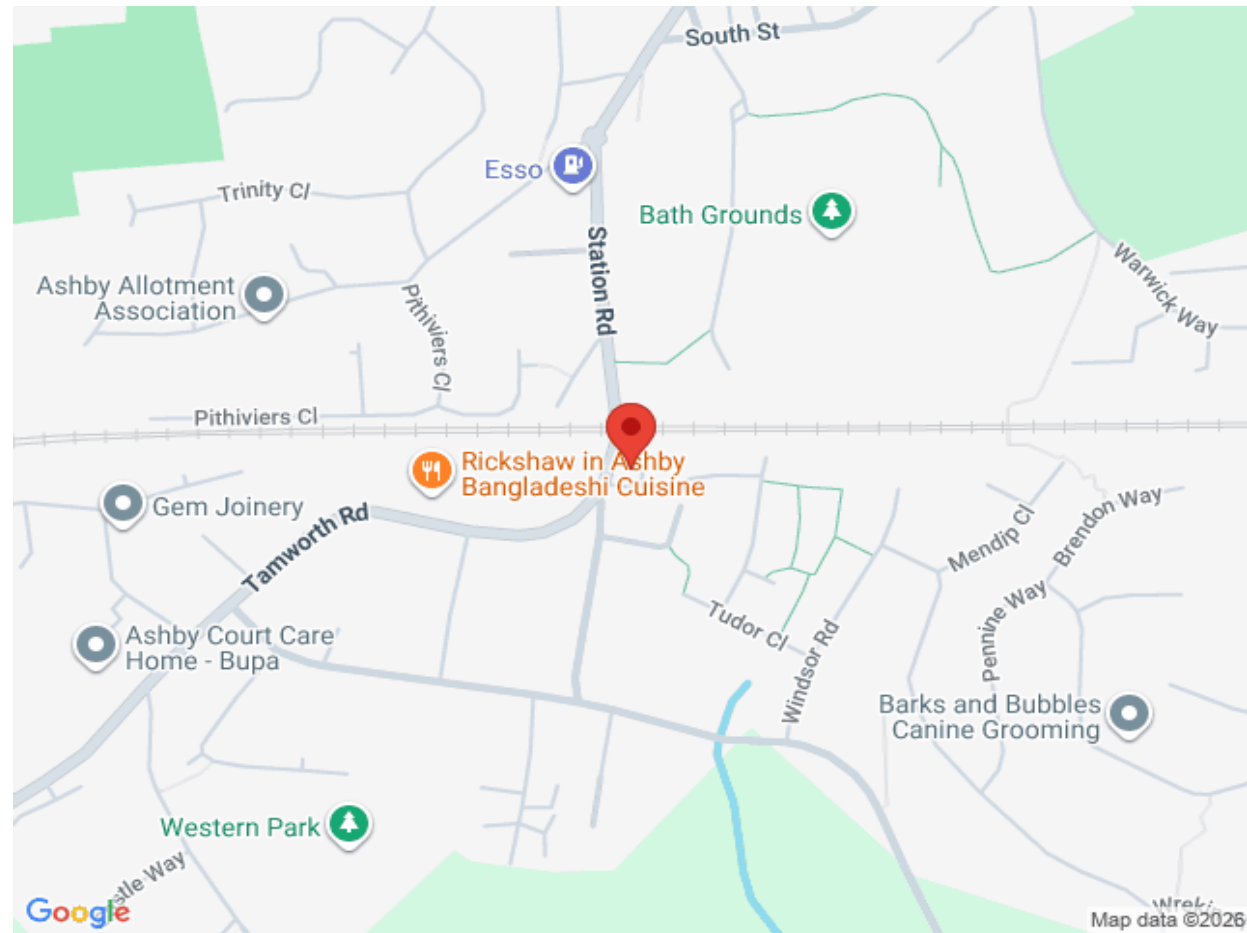 South St
Esso
Trinity Cl
Bath Grounds
Station Rd
Warwick Way
Ashby Allotment
Association
Pithiviers Cl
Pithiviers Cl
Rickshaw in Ashby
Bangladeshi Cuisine
Gem Joinery
Tamworth Rd
Mendip Cl
Brendon Way
Pennine Way
Tudor Cl
Windsor Rd
Ashby Court Care
Home - Bupa
Barks and Bubbles
Canine Grooming
Western Park
Way
Google
Map data ©2026